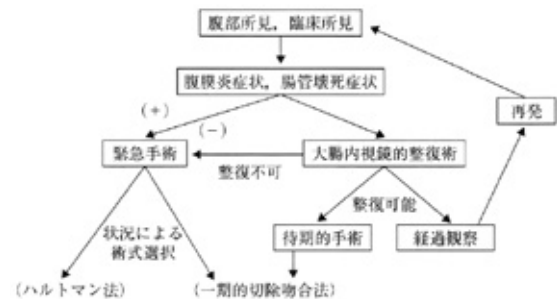 腹部所見，臨床所見
腹膜炎症状，腸管壊死症状
再発
(＋)
(－)
緊急手術
大腸内視鏡的整復術
整復不可
整復可能
状況による
術式選択
待期的手術
経過観察
(ハルトマン法)
(一期的切除吻合法)